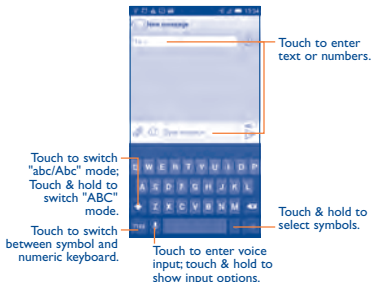 New message
Touch to enter
text or numbers.
Type message
Touch to switch
"abc/Abc" mode;
Touch & hold to
switch "ABC"
mode.
W E R T Y U I O P
A S D F G H J K L
Z X C V B N M
Touch to switch
between symbol and
numeric keyboard.
Touch & hold to
select symbols.
Touch to enter voice
input; touch & hold to
show input options.